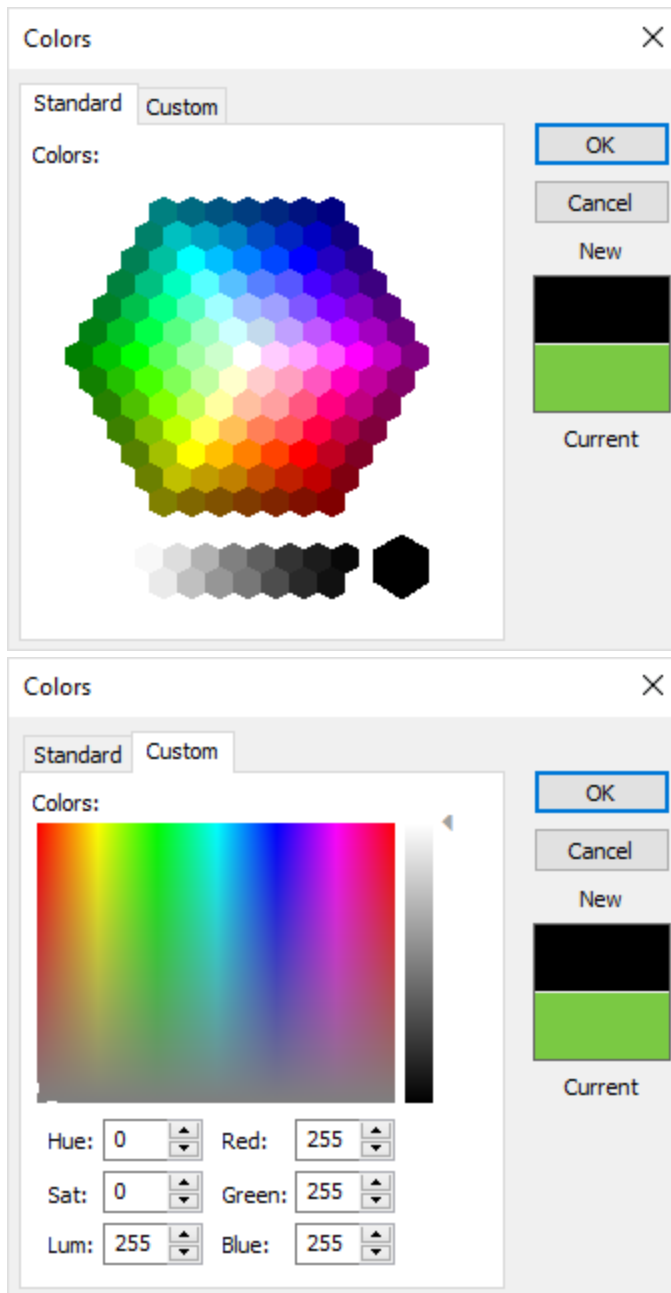 Colors
Standard Custom
Colors:
OK
Cancel
New
Current
Colors
Standard Custom
Colors:
OK
Cancel
New
Current
Hue: 0 Red: 255
Sat: 0 Green: 255
Lum: 255 Blue: 255